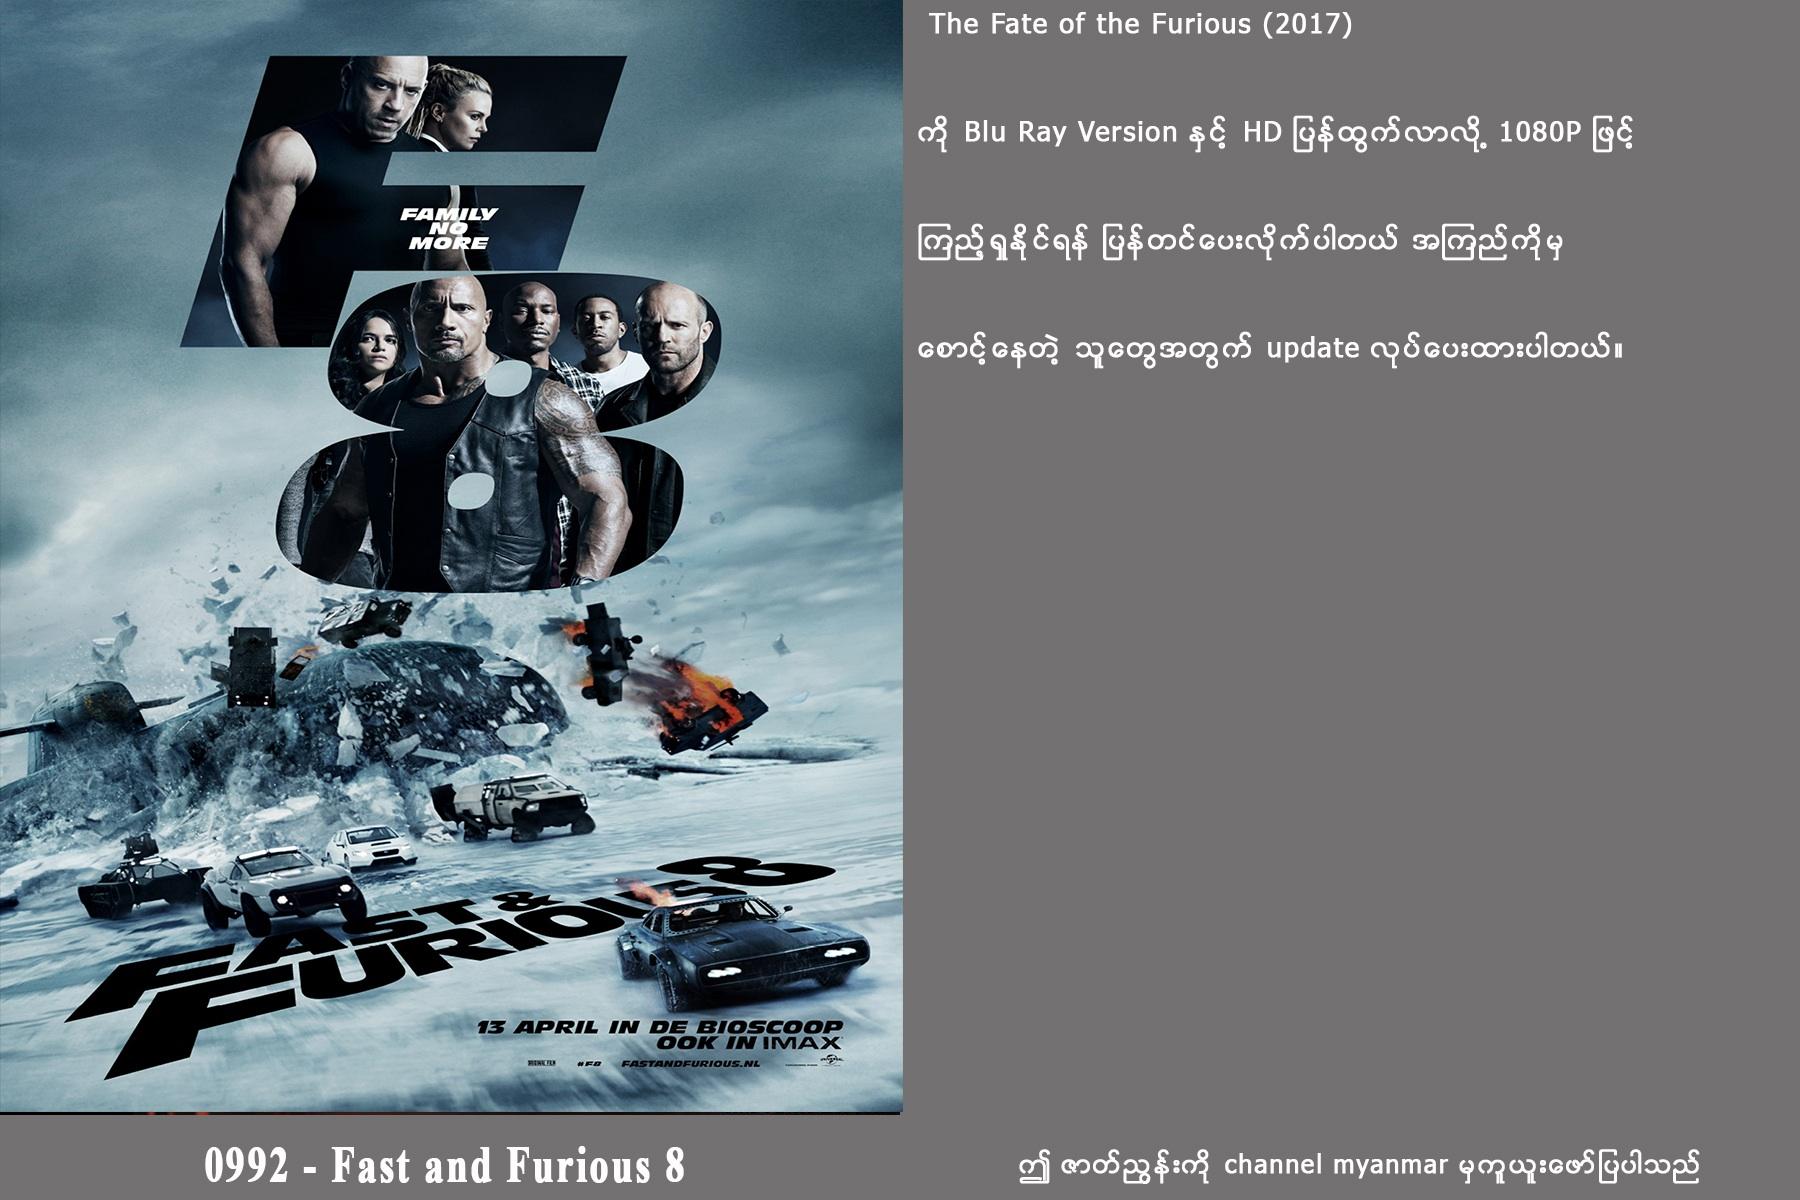 The Fate of the Furious (2017)
ကို Blu Ray Version နှင့် HD ပြန်ထွက်လာလို့ 1080P ဖြင့်
ကြည့်ရှုနိုင်ရန် ပြန်တင်ပေးလိုက်ပါတယ် အကြည်ကိုမှ
စောင့်နေတဲ့ သူတွေအတွက် update လုပ်ပေးထားပါတယ်။
FAMILY
NO
MORE
FAST &
FURIOUS 8
13 APRIL IN DE BIOSCOOP
OOK IN IMAX
ORIGINAL FILM #F8 FASTANDFURIOUS.NL
0992 - Fast and Furious 8
ဤ ဇာတ်ညွှန်းကို channel myanmar မှကူယူးဖော်ပြပါသည်